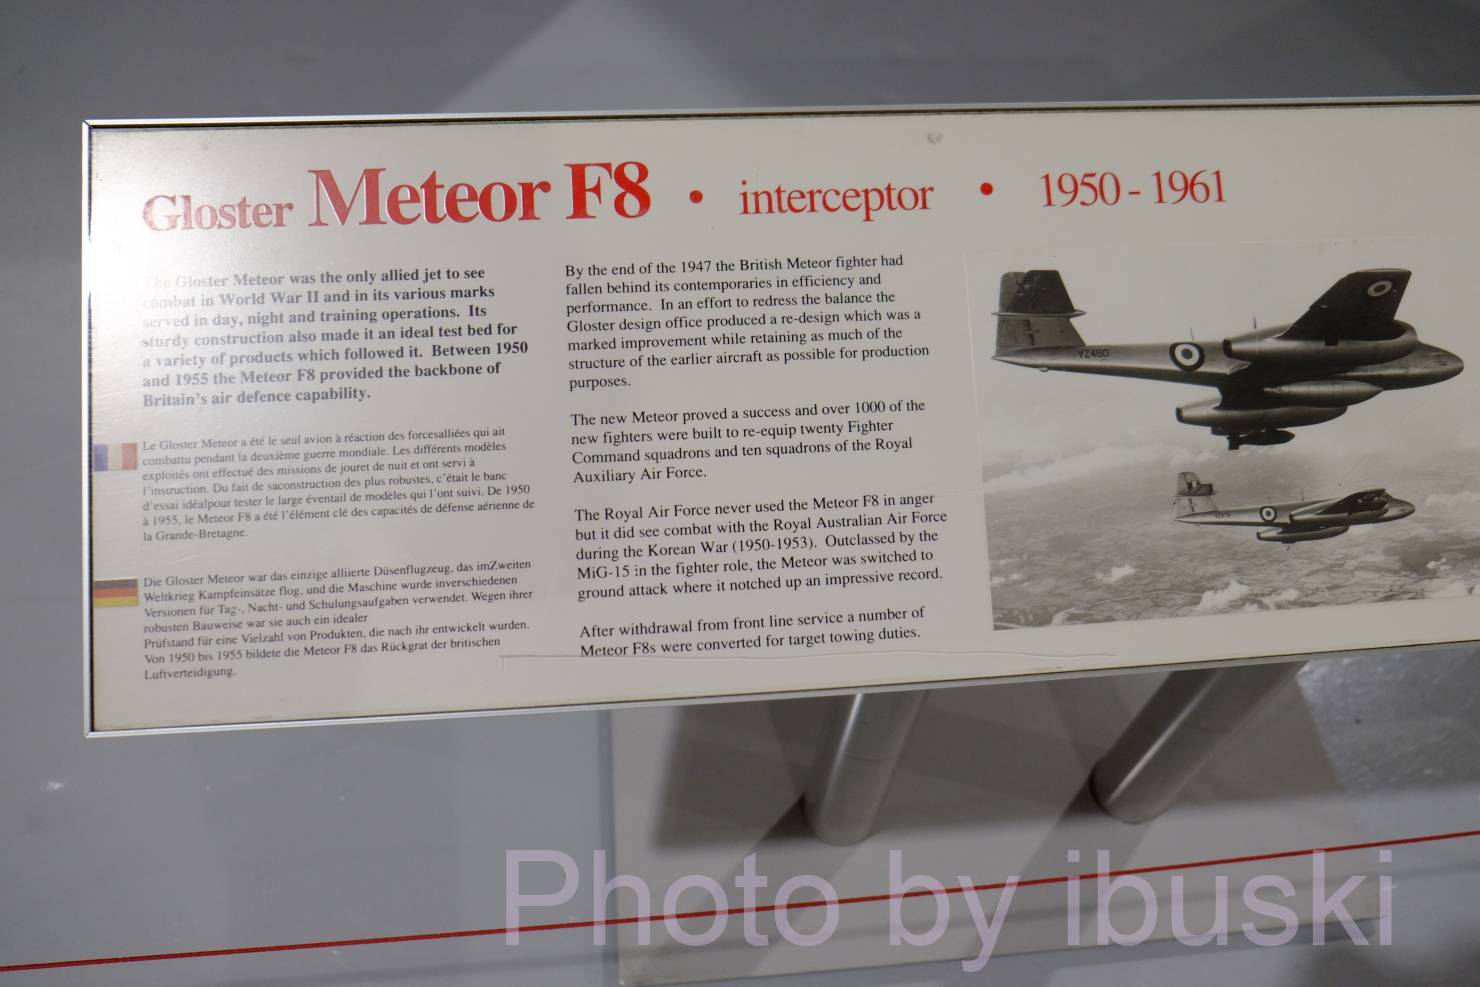 Gloster Meteor F8 • interceptor • 1950 - 1961
The Gloster Meteor was the only allied jet to see
combat in World War II and in its various marks
served in day, night and training operations. Its
sturdy construction also made it an ideal test bed for
a variety of products which followed it. Between 1950
and 1955 the Meteor F8 provided the backbone of
Britain's air defence capability.
Le Gloster Meteor a été le seul avion à réaction des forcesalliées qui ait
combattu pendant la deuxième guerre mondiale. Les différents modèles
exploités ont effectué des missions de jouret de nuit et ont servi à
l'instruction. Du fait de saconstruction des plus robustes, c'était le banc
d'essai idéalpour tester le large éventail de modèles qui l'ont suivi. De 1950
à 1955, le Meteor F8 a été l'élément clé des capacités de défense aérienne de
la Grande-Bretagne.
Die Gloster Meteor war das einzige alliierte Düsenflugzeug, das imZweiten
Weltkrieg Kampfeinsätze flog, und die Maschine wurde inverschiedenen
Versionen für Tag-, Nacht- und Schulungsaufgaben verwendet. Wegen ihrer
robusten Bauweise war sie auch ein idealer
Prüfstand für eine Vielzahl von Produkten, die nach ihr entwickelt wurden.
Von 1950 bis 1955 bildete die Meteor F8 das Rückgrat der britischen
Luftverteidigung.
By the end of the 1947 the British Meteor fighter had
fallen behind its contemporaries in efficiency and
performance. In an effort to redress the balance the
Gloster design office produced a re-design which was a
marked improvement while retaining as much of the
structure of the earlier aircraft as possible for production
purposes.
The new Meteor proved a success and over 1000 of the
new fighters were built to re-equip twenty Fighter
Command squadrons and ten squadrons of the Royal
Auxiliary Air Force.
The Royal Air Force never used the Meteor F8 in anger
but it did see combat with the Royal Australian Air Force
during the Korean War (1950-1953). Outclassed by the
MiG-15 in the fighter role, the Meteor was switched to
ground attack where it notched up an impressive record.
After withdrawal from front line service a number of
Meteor F8s were converted for target towing duties.
VZ460
Photo by ibuski